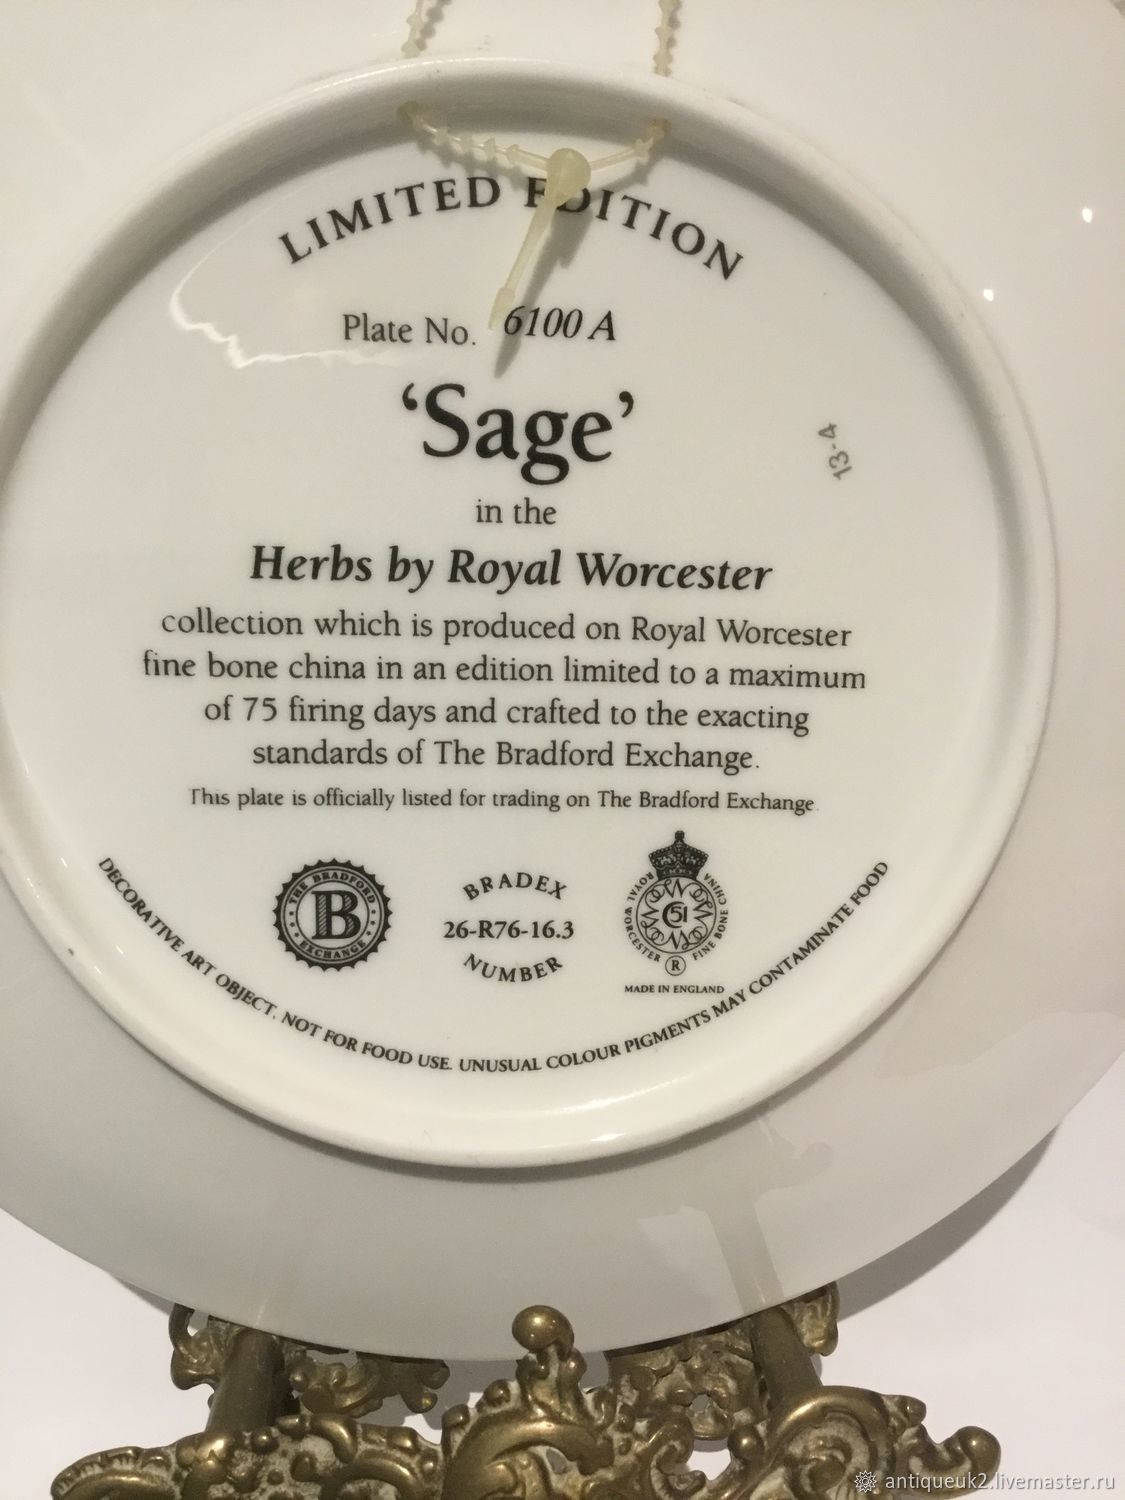 LIMITED EDITION
Plate No. 6100 A
‘Sage’
in the
Herbs by Royal Worcester
collection which is produced on Royal Worcester
fine bone china in an edition limited to a maximum
of 75 firing days and crafted to the exacting
standards of The Bradford Exchange.
This plate is officially listed for trading on The Bradford Exchange.
13-4
THE BRADFORD
B
EXCHANGE
BRADEX
26-R76-16.3
NUMBER
ROYAL WORCESTER
51
FINE BONE CHINA
R
MADE IN ENGLAND
DECORATIVE ART OBJECT. NOT FOR FOOD USE. UNUSUAL COLOUR PIGMENTS MAY CONTAMINATE FOOD
antiqueuk2.livemaster.ru